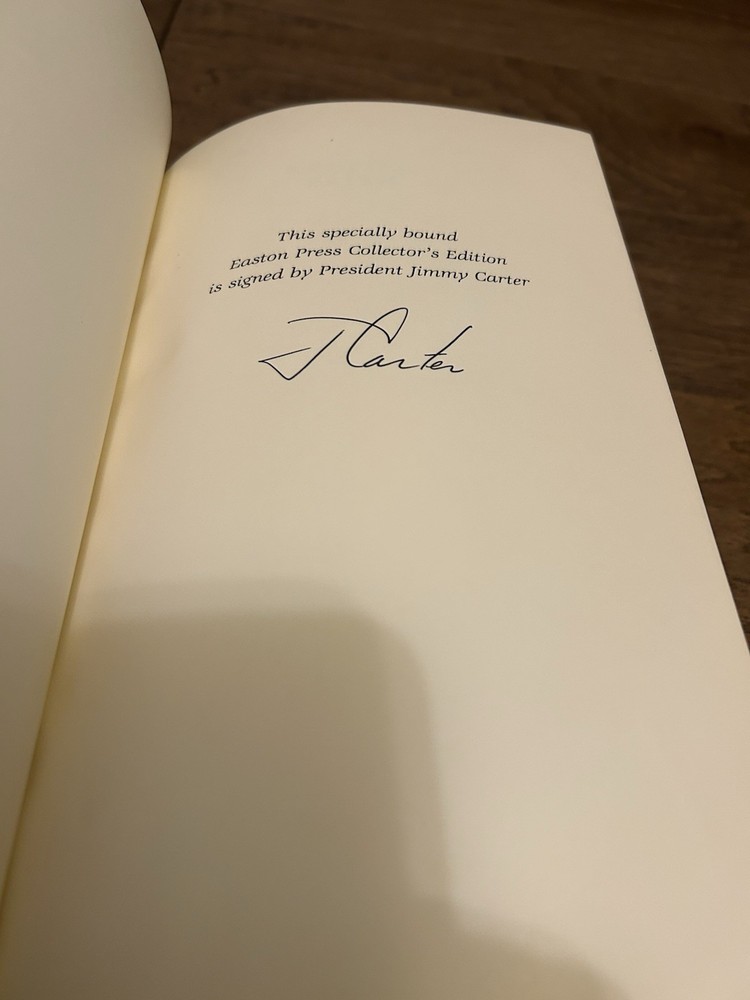 This specially bound
Easton Press Collector's Edition
is signed by President Jimmy Carter
J Carter